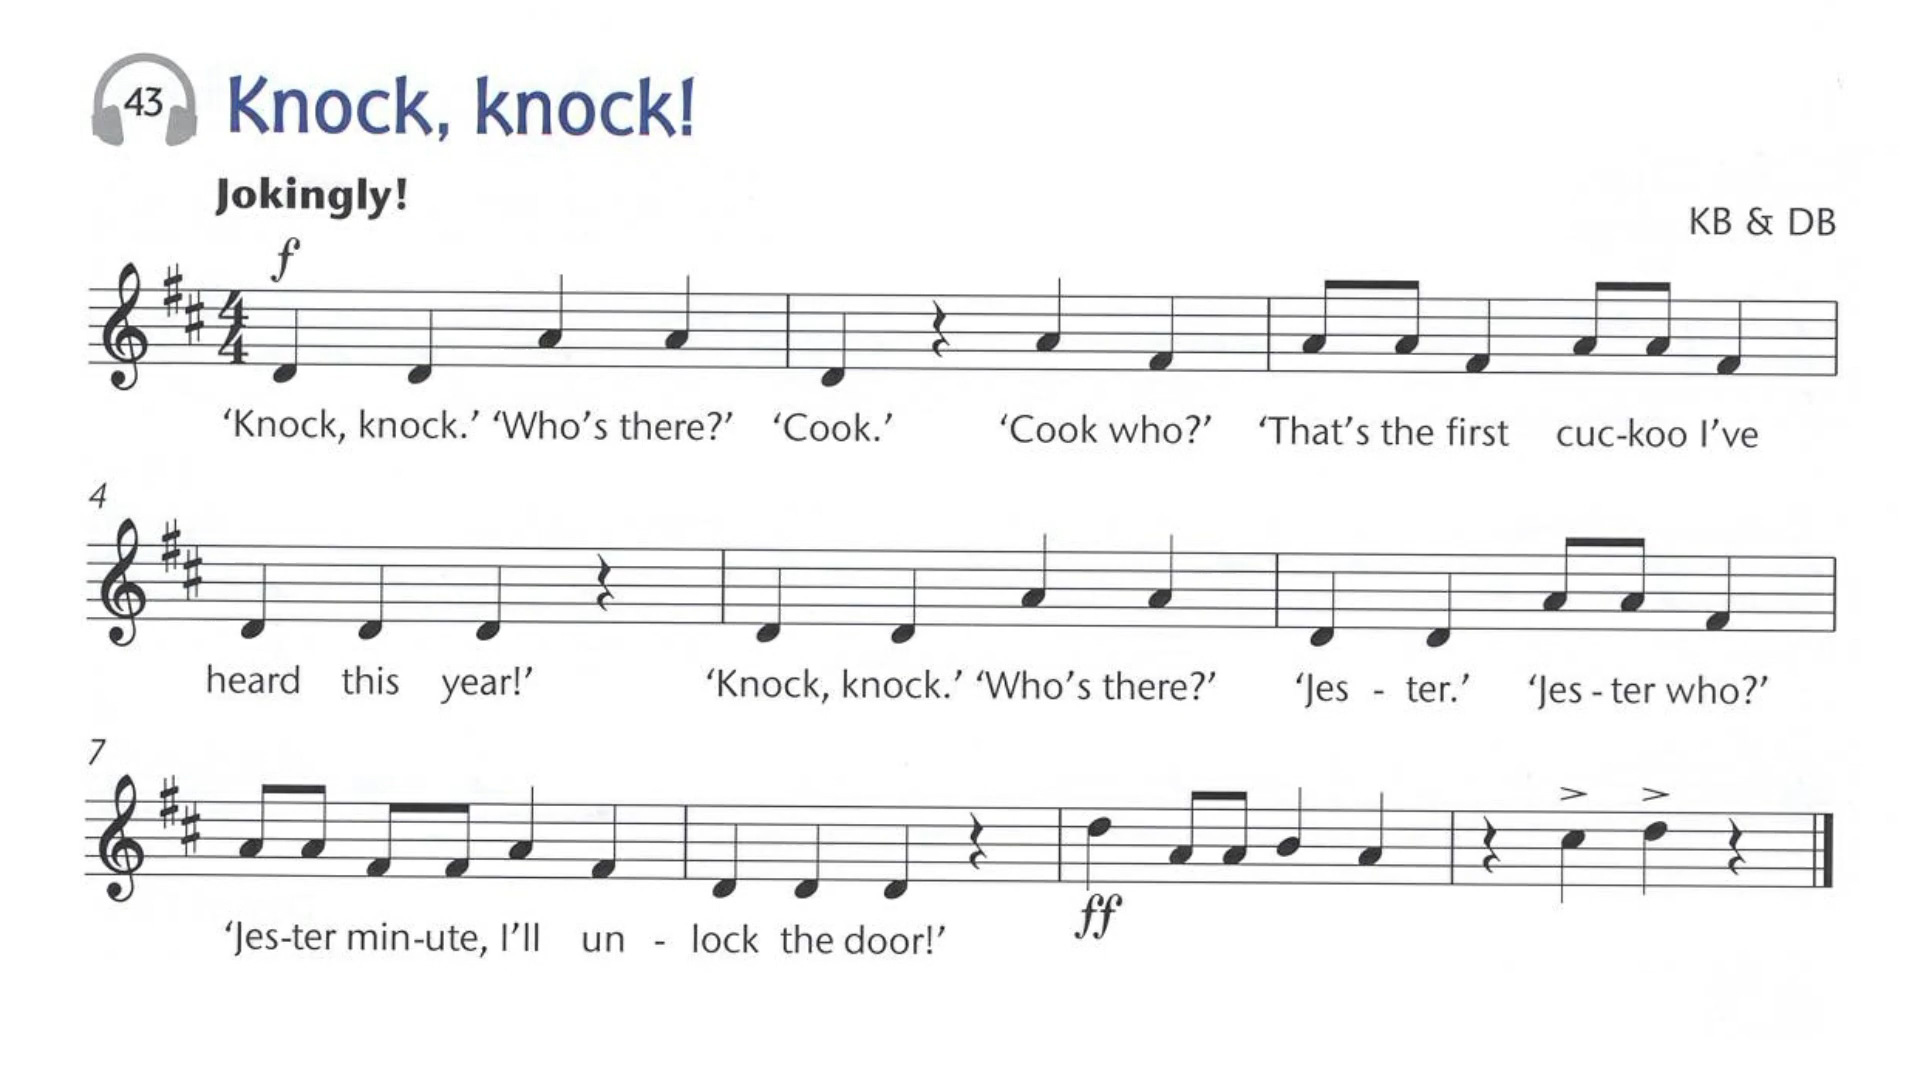 43 Knock, knock!
Jokingly!
KB & DB
f
4
4
‘Knock, knock.’ ‘Who’s there?’ ‘Cook.’ ‘Cook who?’ ‘That’s the first cuc-koo I’ve
4
heard this year!’ ‘Knock, knock.’ ‘Who’s there?’ ‘Jes - ter.’ ‘Jes - ter who?’
7
‘Jes-ter min-ute, I’ll un - lock the door!’
ff